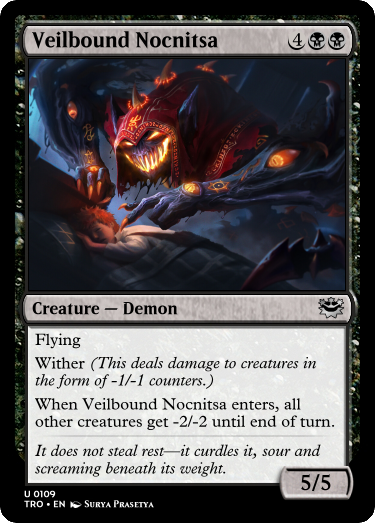 Veilbound Nocnitsa 4
Creature — Demon
Flying
Wither (This deals damage to creatures in
the form of -1/-1 counters.)
When Veilbound Nocnitsa enters, all
other creatures get -2/-2 until end of turn.
It does not steal rest—it curdles it, sour and
screaming beneath its weight.
5/5
U 0109
TRO • EN Surya Prasetya